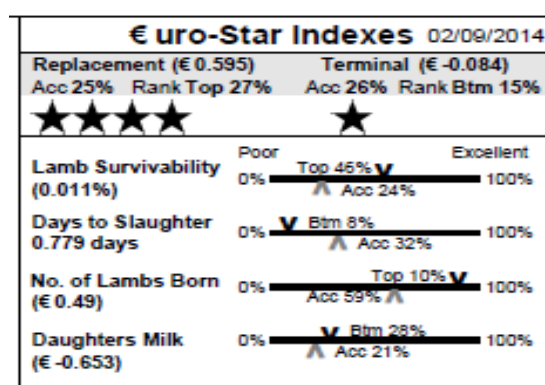 € uro-Star Indexes 02/09/2014
Replacement (€ 0.595) Terminal (€ -0.084)
Acc 25% Rank Top 27% Acc 26% Rank Btm 15%
Poor Excellent
Lamb Survivability (0.011%) 0% Top 46% Acc 24% 100%
Days to Slaughter 0.779 days 0% Btm 8% Acc 32% 100%
No. of Lambs Born (€ 0.49) 0% Top 10% Acc 59% 100%
Daughters Milk (€ -0.653) 0% Btm 28% Acc 21% 100%